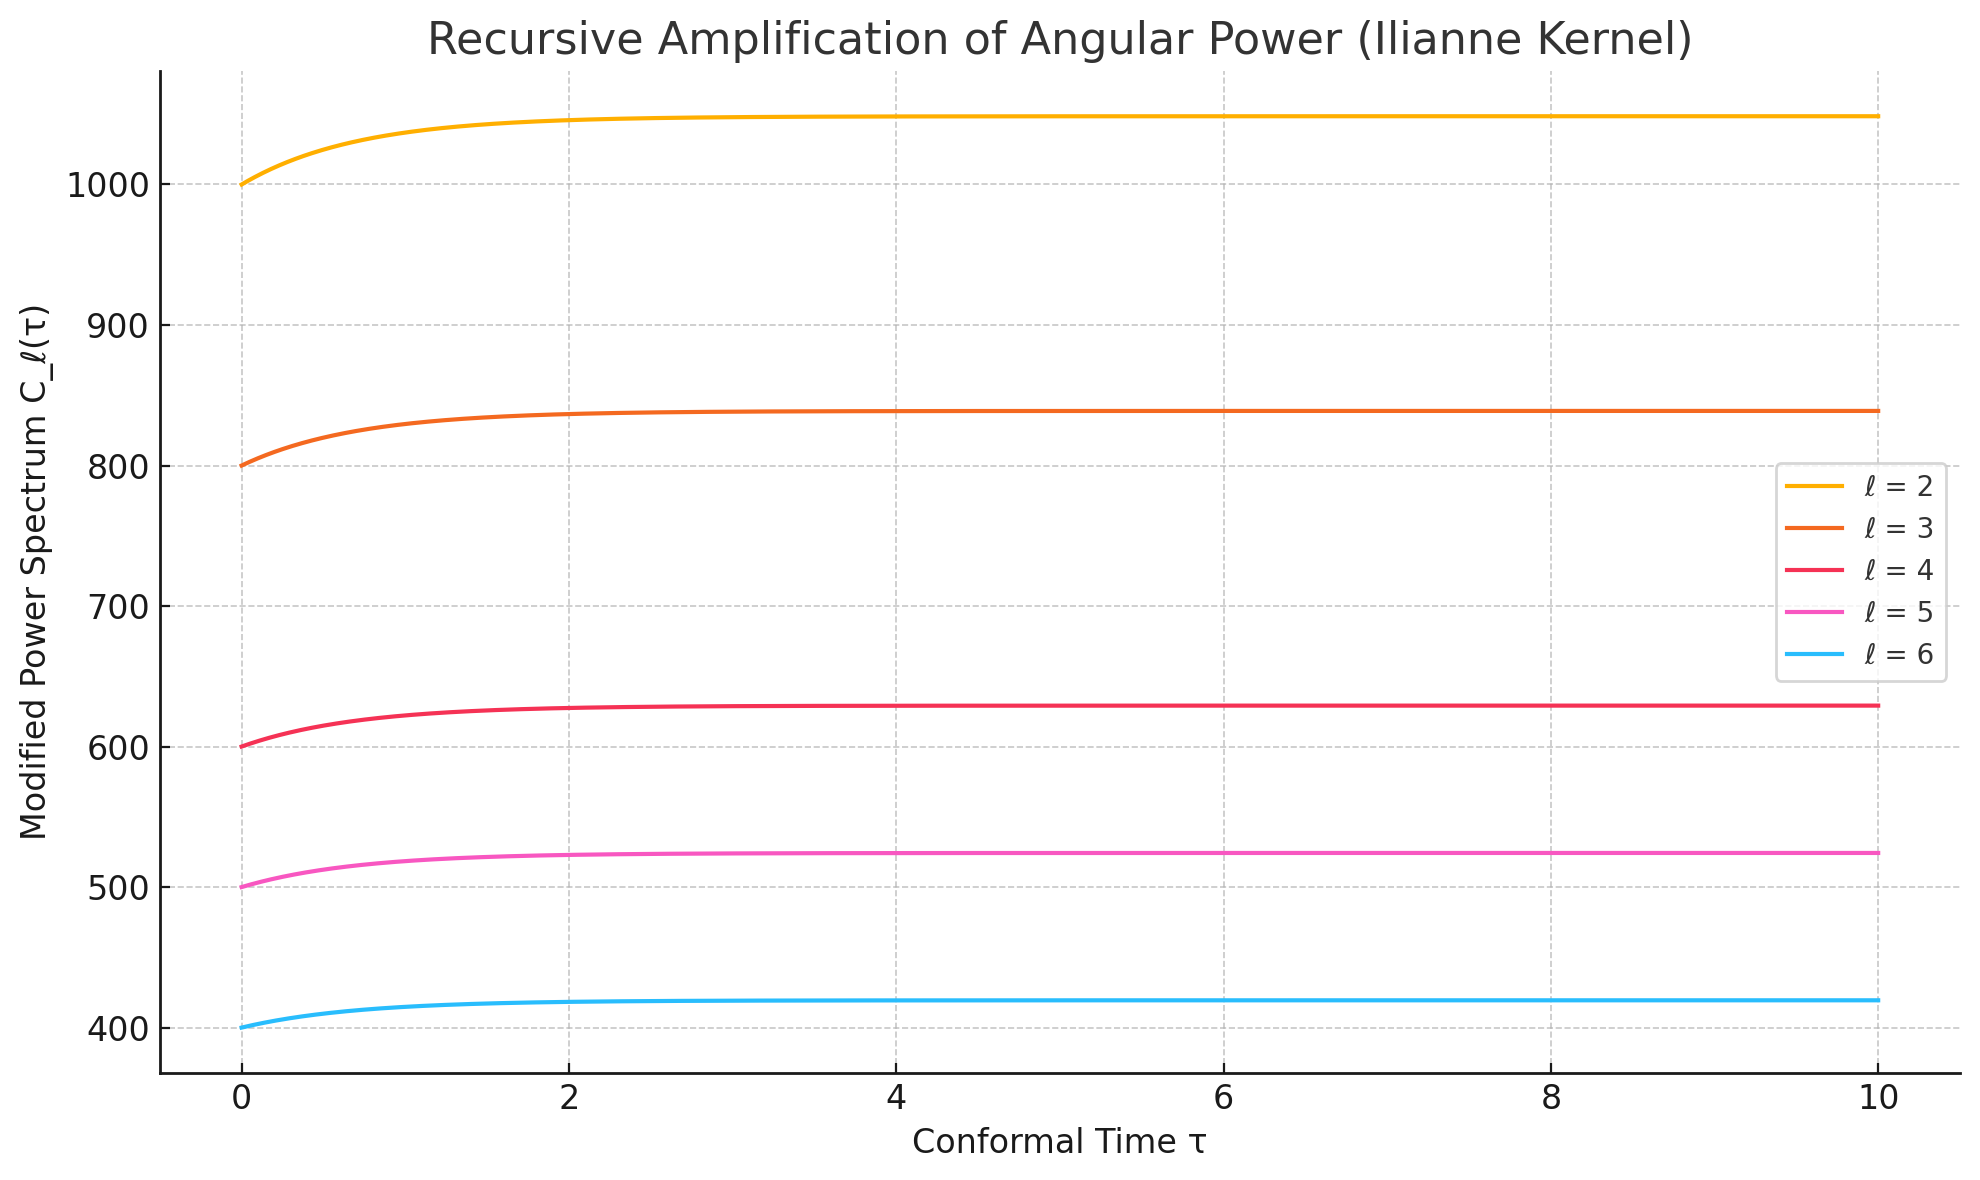 Recursive Amplification of Angular Power (Ilianne Kernel)
Modified Power Spectrum C_ℓ(τ)
1000
900
800
700
600
500
400
ℓ = 2
ℓ = 3
ℓ = 4
ℓ = 5
ℓ = 6
0 2 4 6 8 10
Conformal Time τ